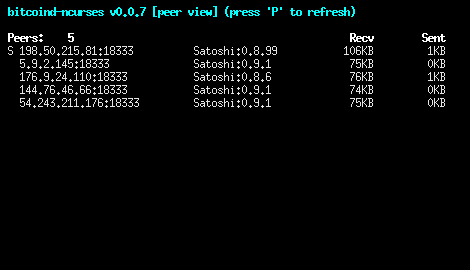 bitcoind-ncurses v0.0.7 [peer view] (press 'P' to refresh)
Peers: 5 Recv Sent
S 198.50.215.81:18333 Satoshi:0.8.99 106KB 1KB
5.9.2.145:18333 Satoshi:0.9.1 75KB 0KB
176.9.24.110:18333 Satoshi:0.8.6 76KB 1KB
144.76.46.66:18333 Satoshi:0.9.1 74KB 0KB
54.243.211.176:18333 Satoshi:0.9.1 75KB 0KB